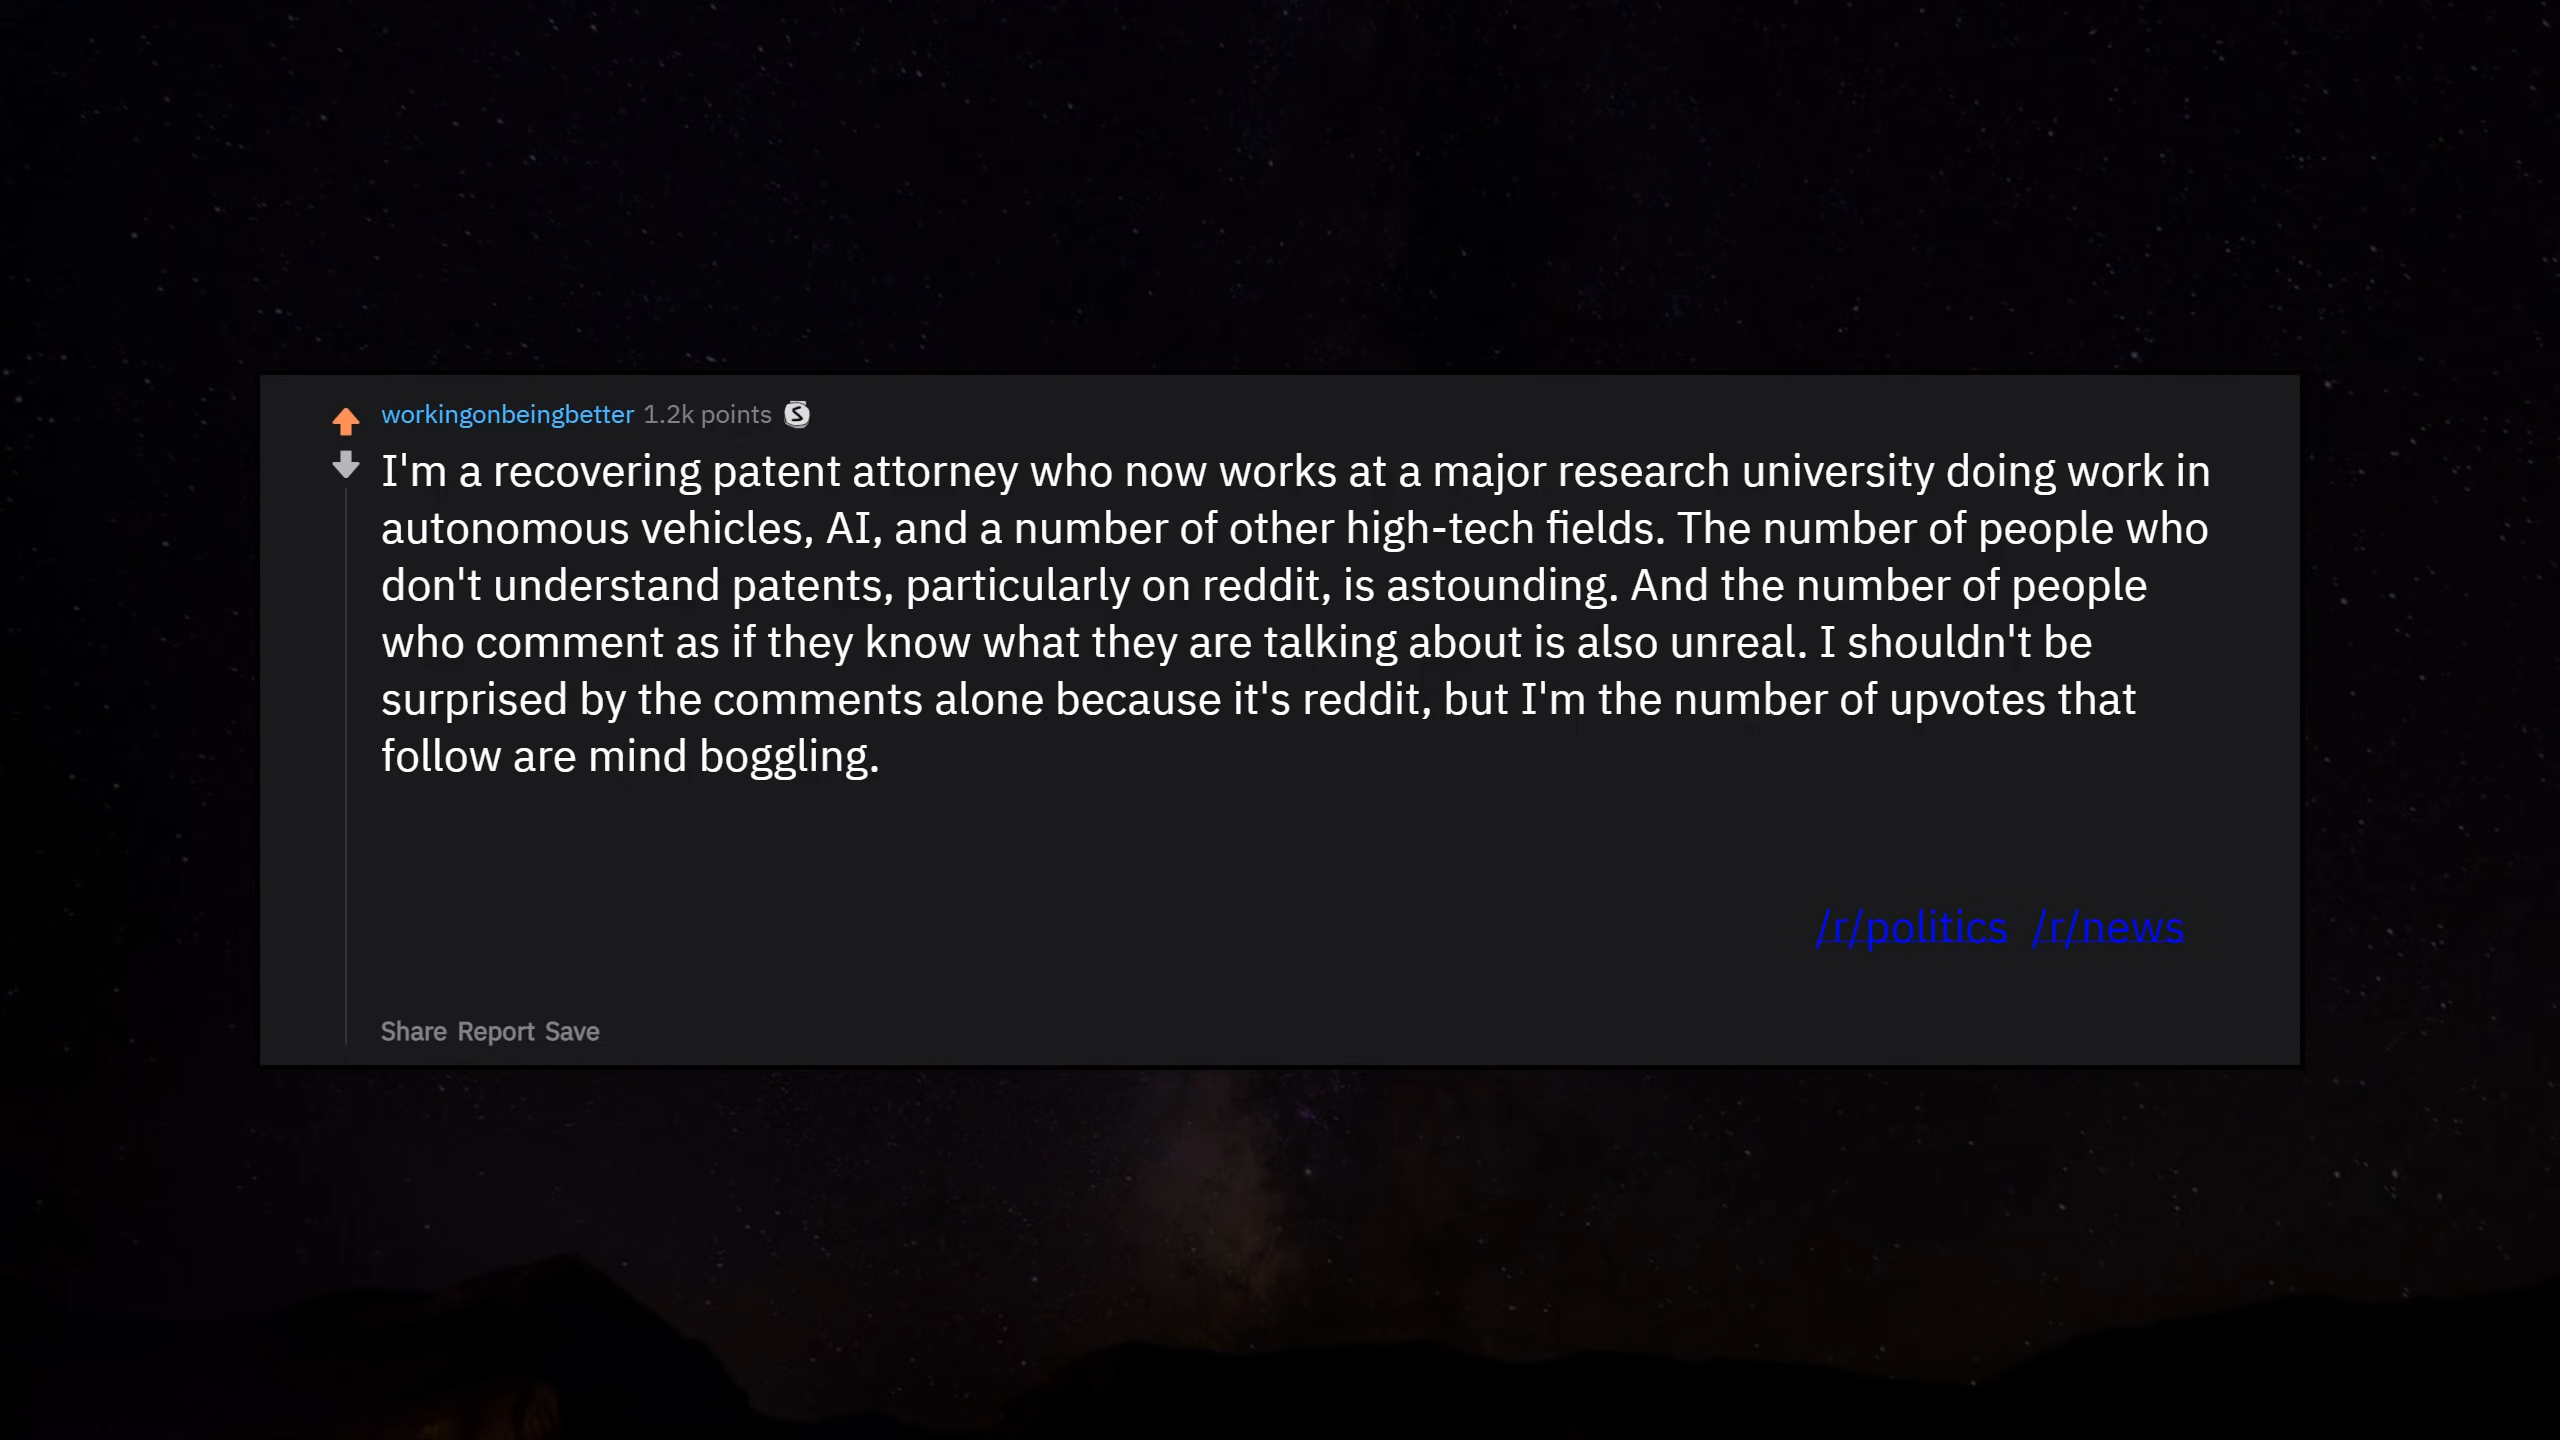 workingonbeingbetter 1.2k points S
I'm a recovering patent attorney who now works at a major research university doing work in
autonomous vehicles, AI, and a number of other high-tech fields. The number of people who
don't understand patents, particularly on reddit, is astounding. And the number of people
who comment as if they know what they are talking about is also unreal. I shouldn't be
surprised by the comments alone because it's reddit, but I'm the number of upvotes that
follow are mind boggling.
/r/politics /r/news
Share Report Save